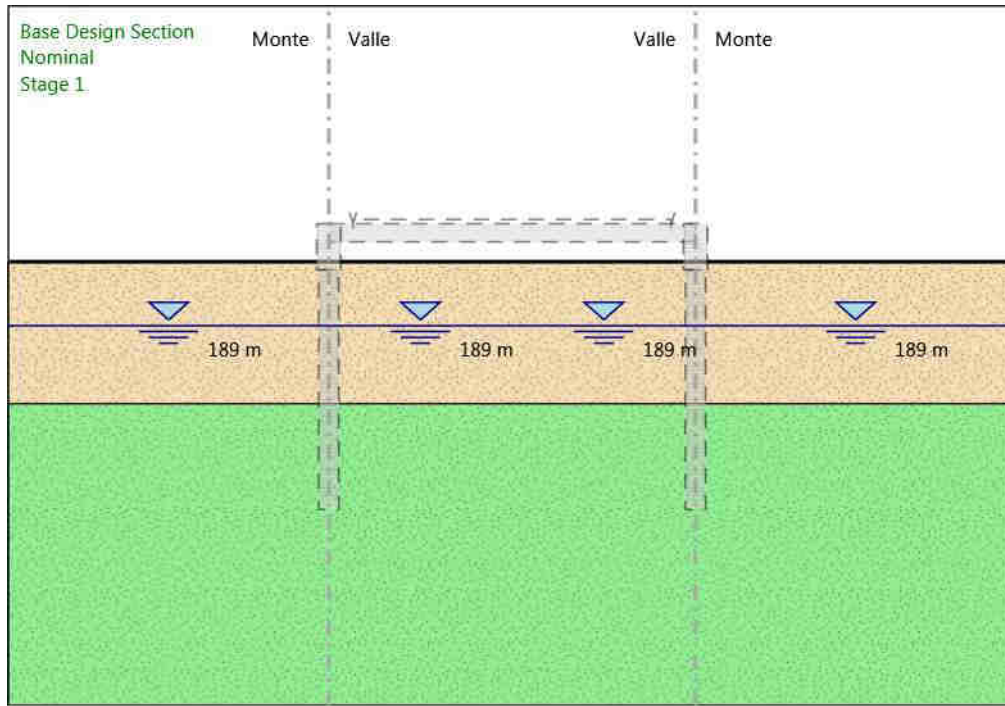 Base Design Section
Nominal
Stage 1
Monte Valle Valle Monte
189 m 189 m 189 m 189 m